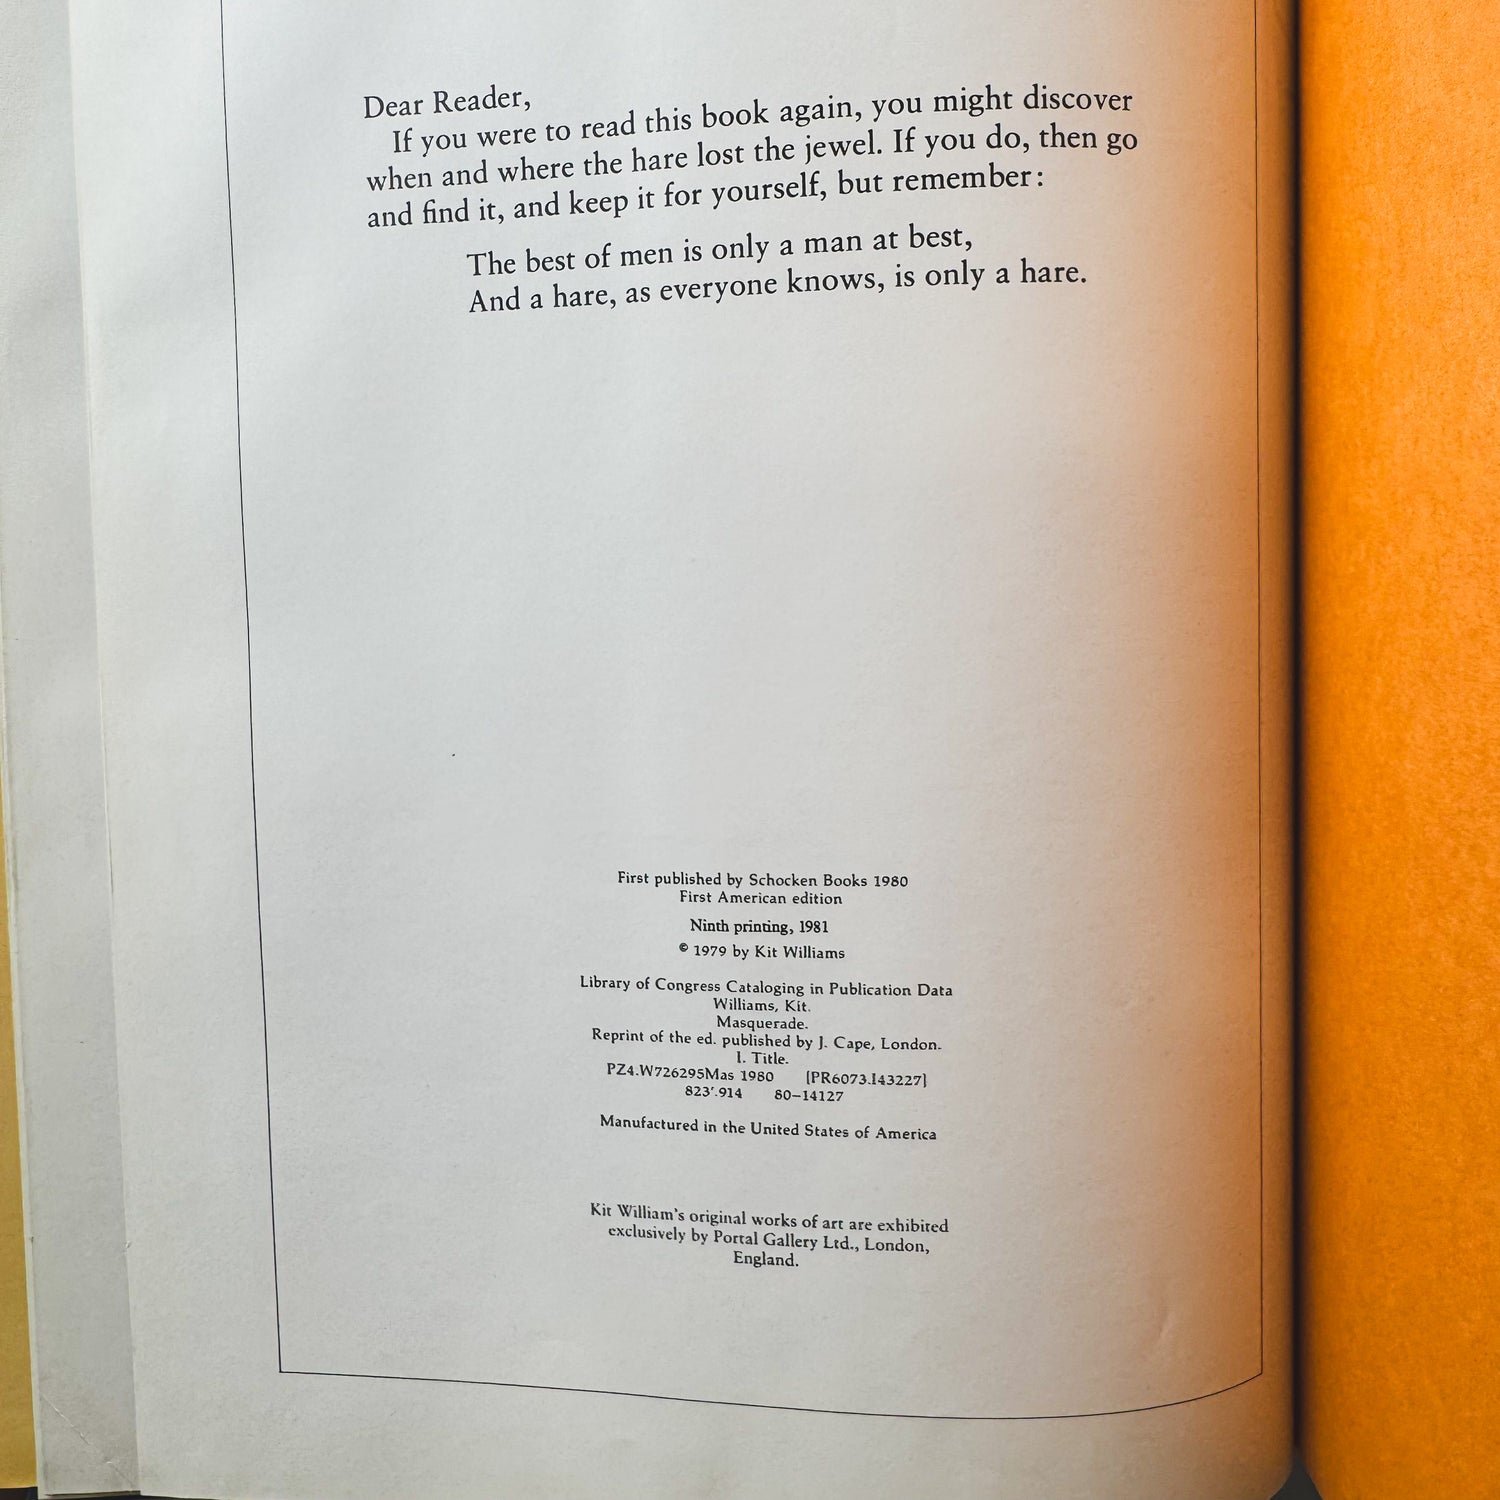 Dear Reader,
If you were to read this book again, you might discover
when and where the hare lost the jewel. If you do, then go
and find it, and keep it for yourself, but remember:
The best of men is only a man at best,
And a hare, as everyone knows, is only a hare.
First published by Schocken Books 1980
First American edition
Ninth printing, 1981
© 1979 by Kit Williams
Library of Congress Cataloging in Publication Data
Williams, Kit.
Masquerade.
Reprint of the ed. published by J. Cape, London.
I. Title.
PZ4.W726295Mas 1980 [PR6073.I43227]
823'.914 80–14127
Manufactured in the United States of America
Kit William's original works of art are exhibited
exclusively by Portal Gallery Ltd., London,
England.